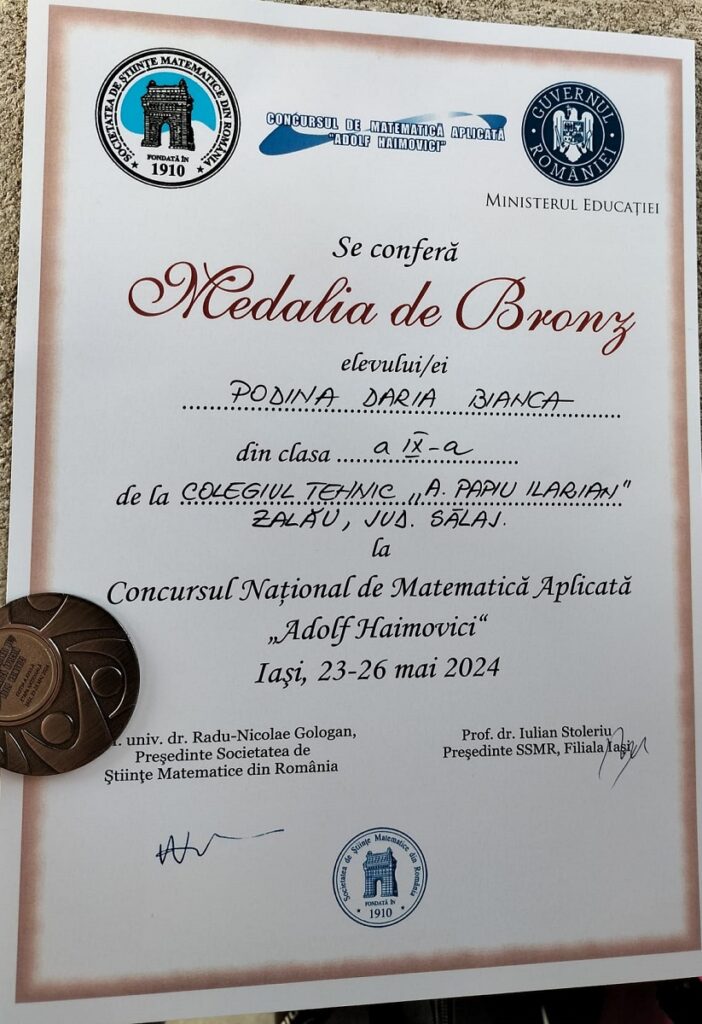 SOCIETATEA DE ŞTIINŢE MATEMATICE DIN ROMÂNIA
FONDATĂ ÎN
1910
CONCURSUL DE MATEMATICĂ APLICATĂ
"ADOLF HAIMOVICI"
GUVERNUL ROMÂNIEI
MINISTERUL EDUCAŢIEI
Se conferă
Medalia de Bronz
elevului/ei
PODINA DARIA BIANCA
din clasa a IX-a
de la COLEGIUL TEHNIC „A. PAPIU ILARIAN"
ZALĂU, JUD. SĂLAJ.
la
Concursul Naţional de Matematică Aplicată
„Adolf Haimovici“
Iaşi, 23-26 mai 2024
univ. dr. Radu-Nicolae Gologan,
Preşedinte Societatea de
Ştiinţe Matematice din România
Prof. dr. Iulian Stoleriu
Preşedinte SSMR, Filiala Iaşi
Societatea de Ştiinţe Matematice din România
FONDATĂ ÎN
1910